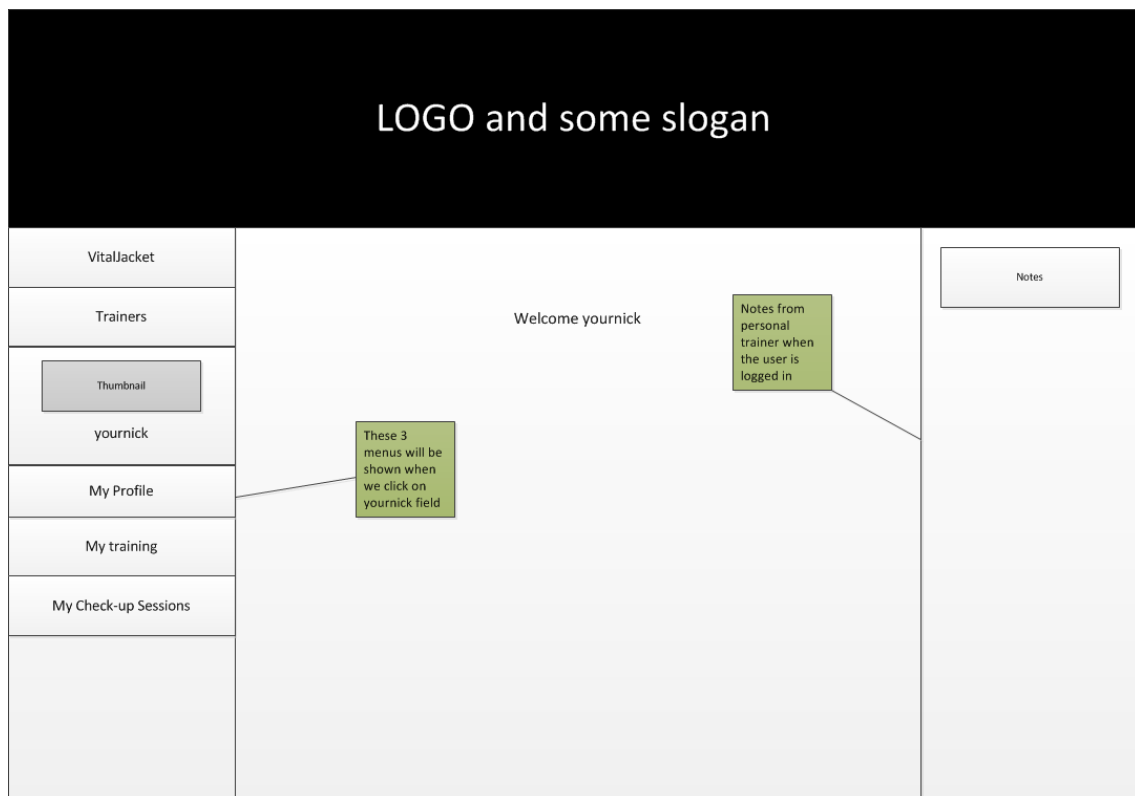 LOGO and some slogan
VitalJacket
Trainers
Thumbnail
yournick
My Profile
My training
My Check-up Sessions
Welcome yournick
These 3
menus will be
shown when
we click on
yournick field
Notes from
personal
trainer when
the user is
logged in
Notes